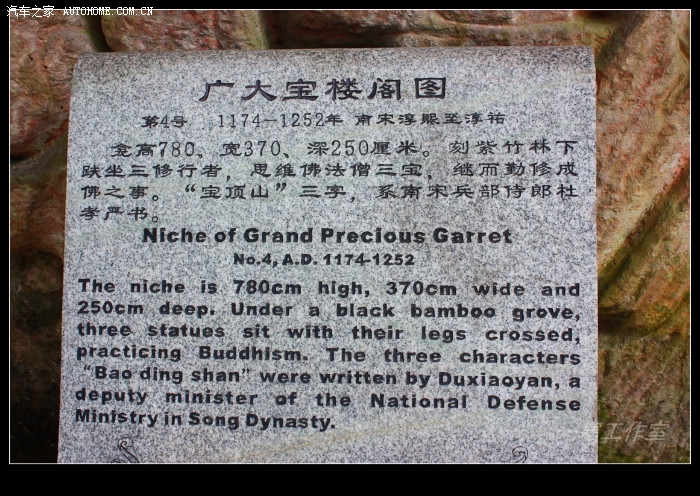 汽车之家 AUTOHOME.COM.CN
广大宝楼阁图
第4号 1174—1252年 南宋淳熙至淳祐
龛高780、宽370、深250厘米。刻紫竹林下
趺坐三修行者，思维佛法僧三宝，继而勤修成
佛之事。“宝顶山”三字，系南宋兵部侍郎杜
孝严书。
Niche of Grand Precious Garret
No.4, A.D. 1174-1252
The niche is 780cm high, 370cm wide and
250cm deep. Under a black bamboo grove,
three statues sit with their legs crossed,
practicing Buddhism. The three characters
“Bao ding shan” were written by Duxiaoyan, a
deputy minister of the National Defense
Ministry in Song Dynasty.
工作室